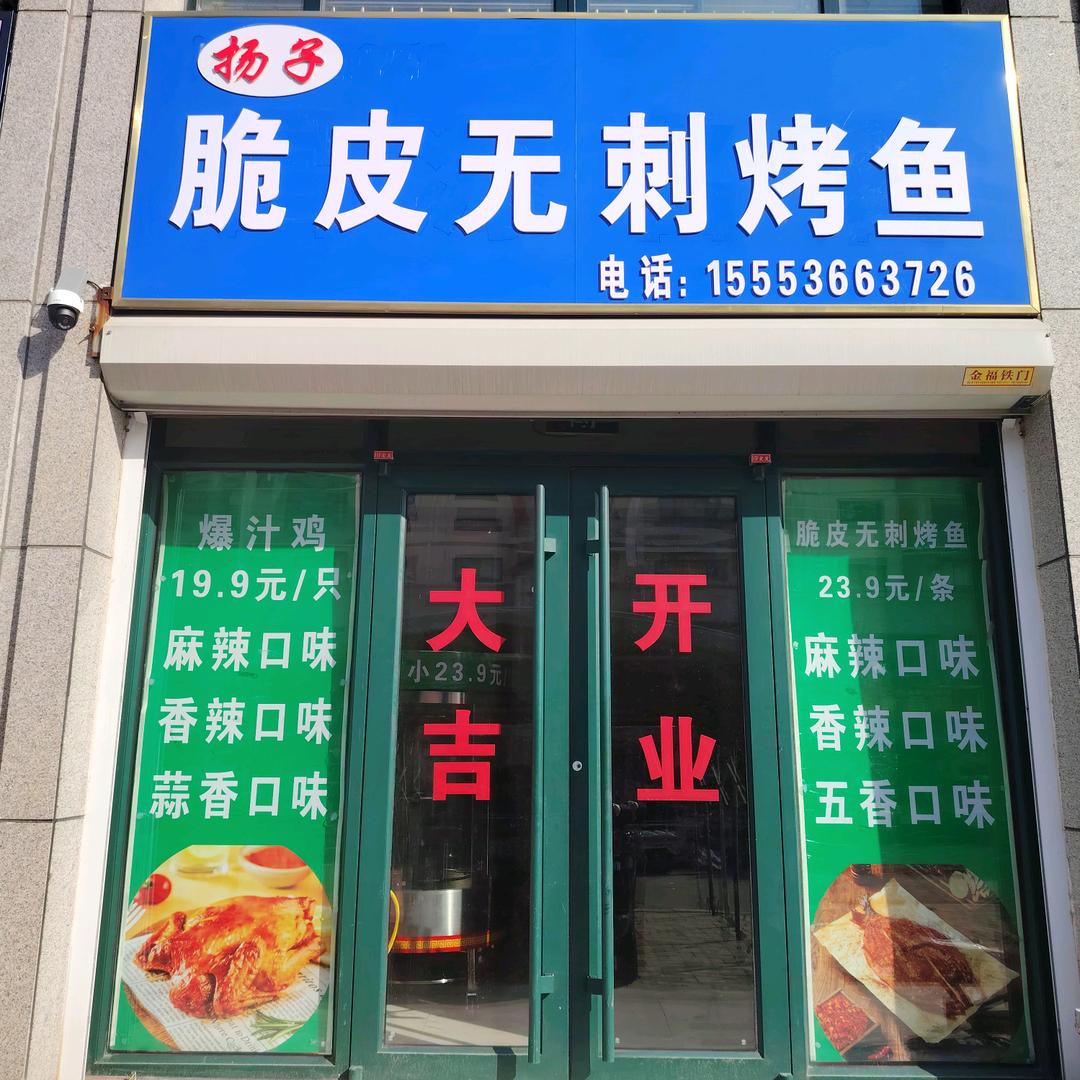 扬子
脆皮无刺烤鱼
电话: 15553663726
金福铁门
爆汁鸡
19.9元/只
麻辣口味
香辣口味
蒜香口味
大吉
小23.9元/
开业
脆皮无刺烤鱼
23.9元/条
麻辣口味
香辣口味
五香口味